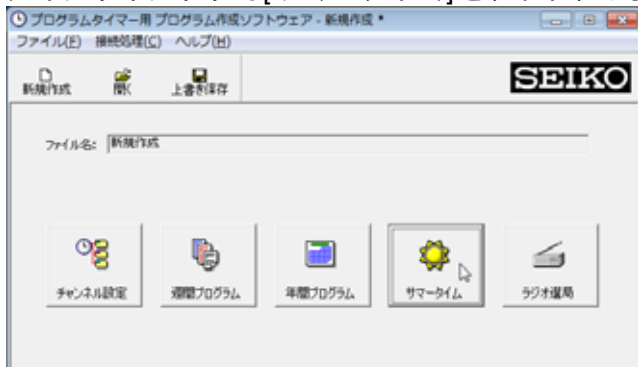 プログラムタイマー用 プログラム作成ソフトウェア - 新規作成 *
ファイル(F) 接続処理(C) ヘルプ(H)
新規作成 開く 上書き保存 SEIKO
ファイル名: 新規作成
チャンネル設定 週間プログラム 年間プログラム サマータイム ラジオ選局